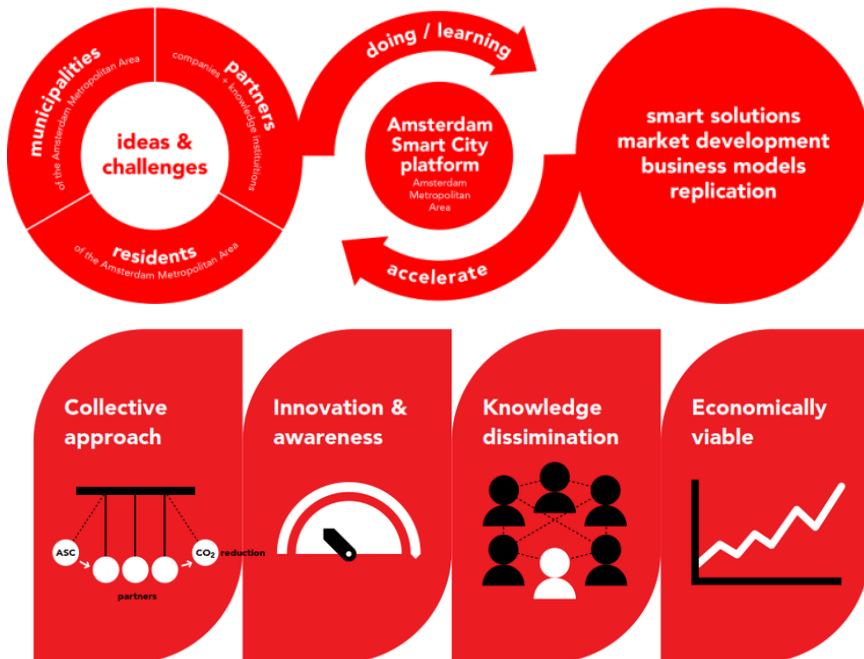 municipalities
of the Amsterdam Metropolitan Area
partners
companies + knowledge instituitions
ideas &
challenges
residents
of the Amsterdam Metropolitan Area
doing / learning
Amsterdam
Smart City
platform
Amsterdam
Metropolitan
Area
accelerate
smart solutions
market development
business models
replication
Collective
approach
ASC
CO₂ reduction
partners
Innovation &
awareness
Knowledge
dissimination
Economically
viable